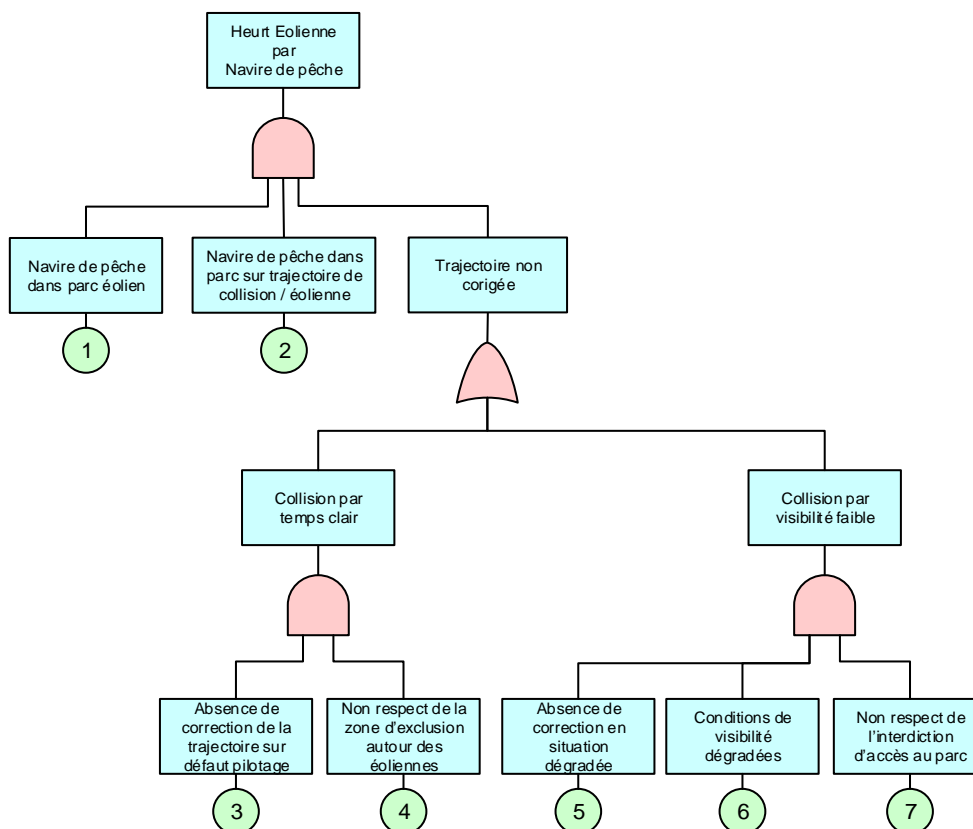 Heurt Eolienne
par
Navire de pêche
Navire de pêche
dans parc éolien
Navire de pêche dans
parc sur trajectoire de
collision / éolienne
Trajectoire non
corigée
1
2
Collision par
temps clair
Collision par
visibilité faible
Absence de
correction de la
trajectoire sur
défaut pilotage
Non respect de la
zone d'exclusion
autour des
éoliennes
Absence de
correction en
situation
dégradée
Conditions de
visibilité
dégradées
Non respect de
l'interdiction
d'accès au parc
3
4
5
6
7